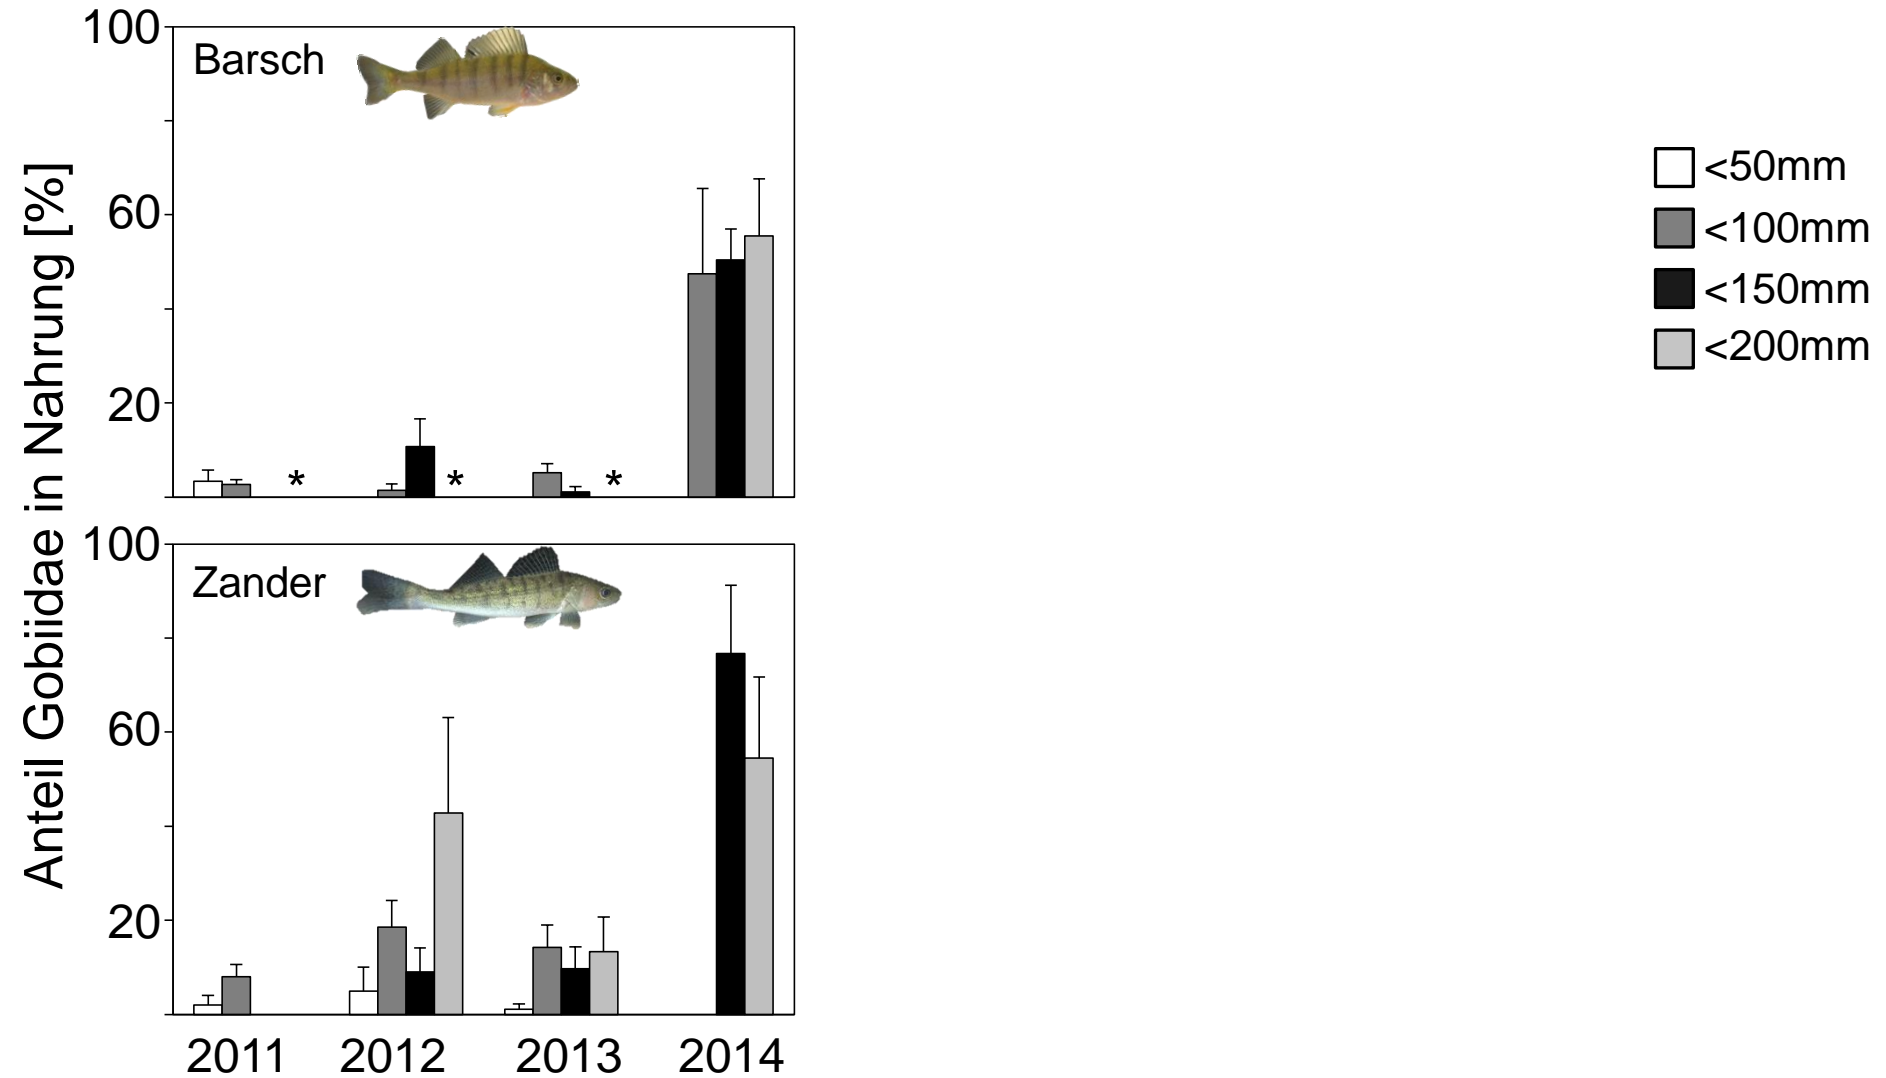 Anteil Gobiidae in Nahrung [%]
100
60
20
Barsch
*
*
*
100
60
20
Zander
2011
2012
2013
2014
<50mm
<100mm
<150mm
<200mm